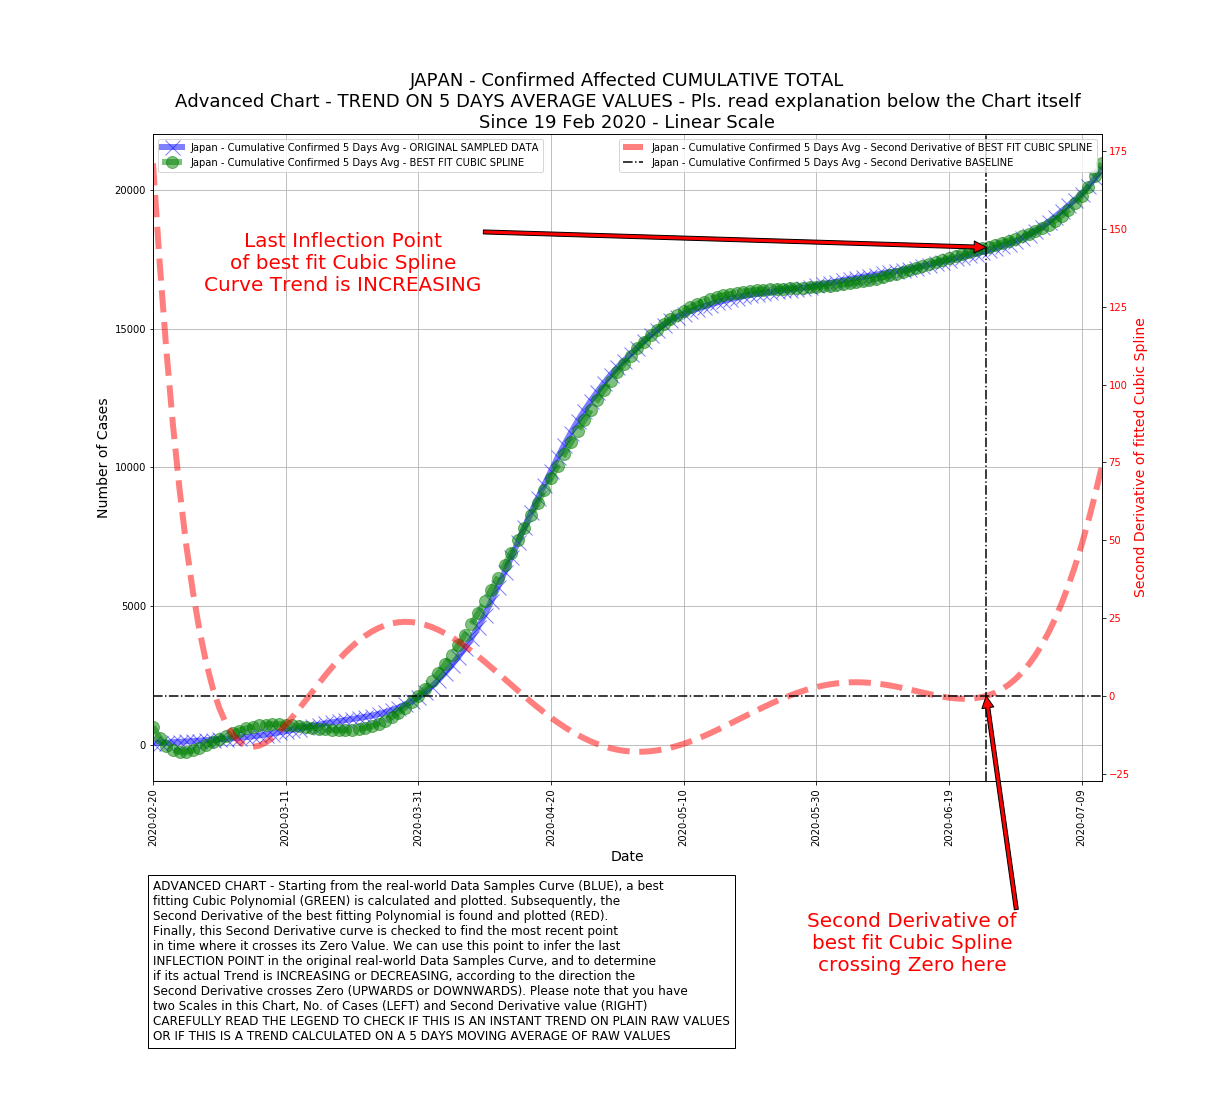 JAPAN - Confirmed Affected CUMULATIVE TOTAL
Advanced Chart - TREND ON 5 DAYS AVERAGE VALUES - Pls. read explanation below the Chart itself
Since 19 Feb 2020 - Linear Scale
Japan - Cumulative Confirmed 5 Days Avg - ORIGINAL SAMPLED DATA
Japan - Cumulative Confirmed 5 Days Avg - BEST FIT CUBIC SPLINE
Japan - Cumulative Confirmed 5 Days Avg - Second Derivative of BEST FIT CUBIC SPLINE
Japan - Cumulative Confirmed 5 Days Avg - Second Derivative BASELINE
Last Inflection Point
of best fit Cubic Spline
Curve Trend is INCREASING
Number of Cases
20000
15000
10000
5000
0
175
150
125
100
75
50
25
0
−25
Second Derivative of fitted Cubic Spline
2020-02-20
2020-03-11
2020-03-31
2020-04-20
2020-05-10
2020-05-30
2020-06-19
2020-07-09
Date
ADVANCED CHART - Starting from the real-world Data Samples Curve (BLUE), a best
fitting Cubic Polynomial (GREEN) is calculated and plotted. Subsequently, the
Second Derivative of the best fitting Polynomial is found and plotted (RED).
Finally, this Second Derivative curve is checked to find the most recent point
in time where it crosses its Zero Value. We can use this point to infer the last
INFLECTION POINT in the original real-world Data Samples Curve, and to determine
if its actual Trend is INCREASING or DECREASING, according to the direction the
Second Derivative crosses Zero (UPWARDS or DOWNWARDS). Please note that you have
two Scales in this Chart, No. of Cases (LEFT) and Second Derivative value (RIGHT)
CAREFULLY READ THE LEGEND TO CHECK IF THIS IS AN INSTANT TREND ON PLAIN RAW VALUES
OR IF THIS IS A TREND CALCULATED ON A 5 DAYS MOVING AVERAGE OF RAW VALUES
Second Derivative of
best fit Cubic Spline
crossing Zero here